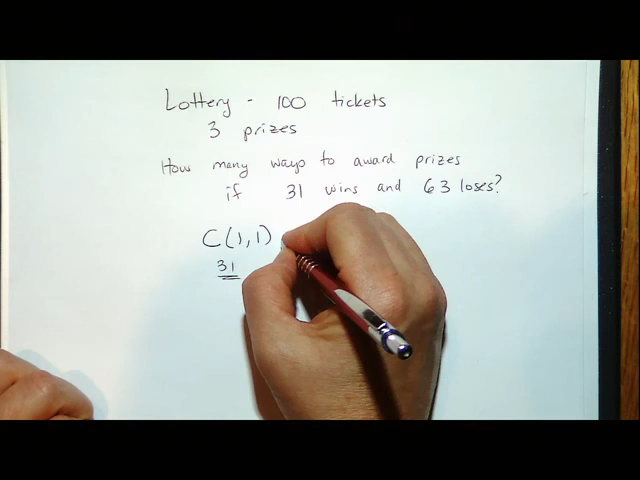 Lottery - 100 tickets
3 prizes
How many ways to award prizes
if 31 wins and 63 loses?
C(1,1)
31